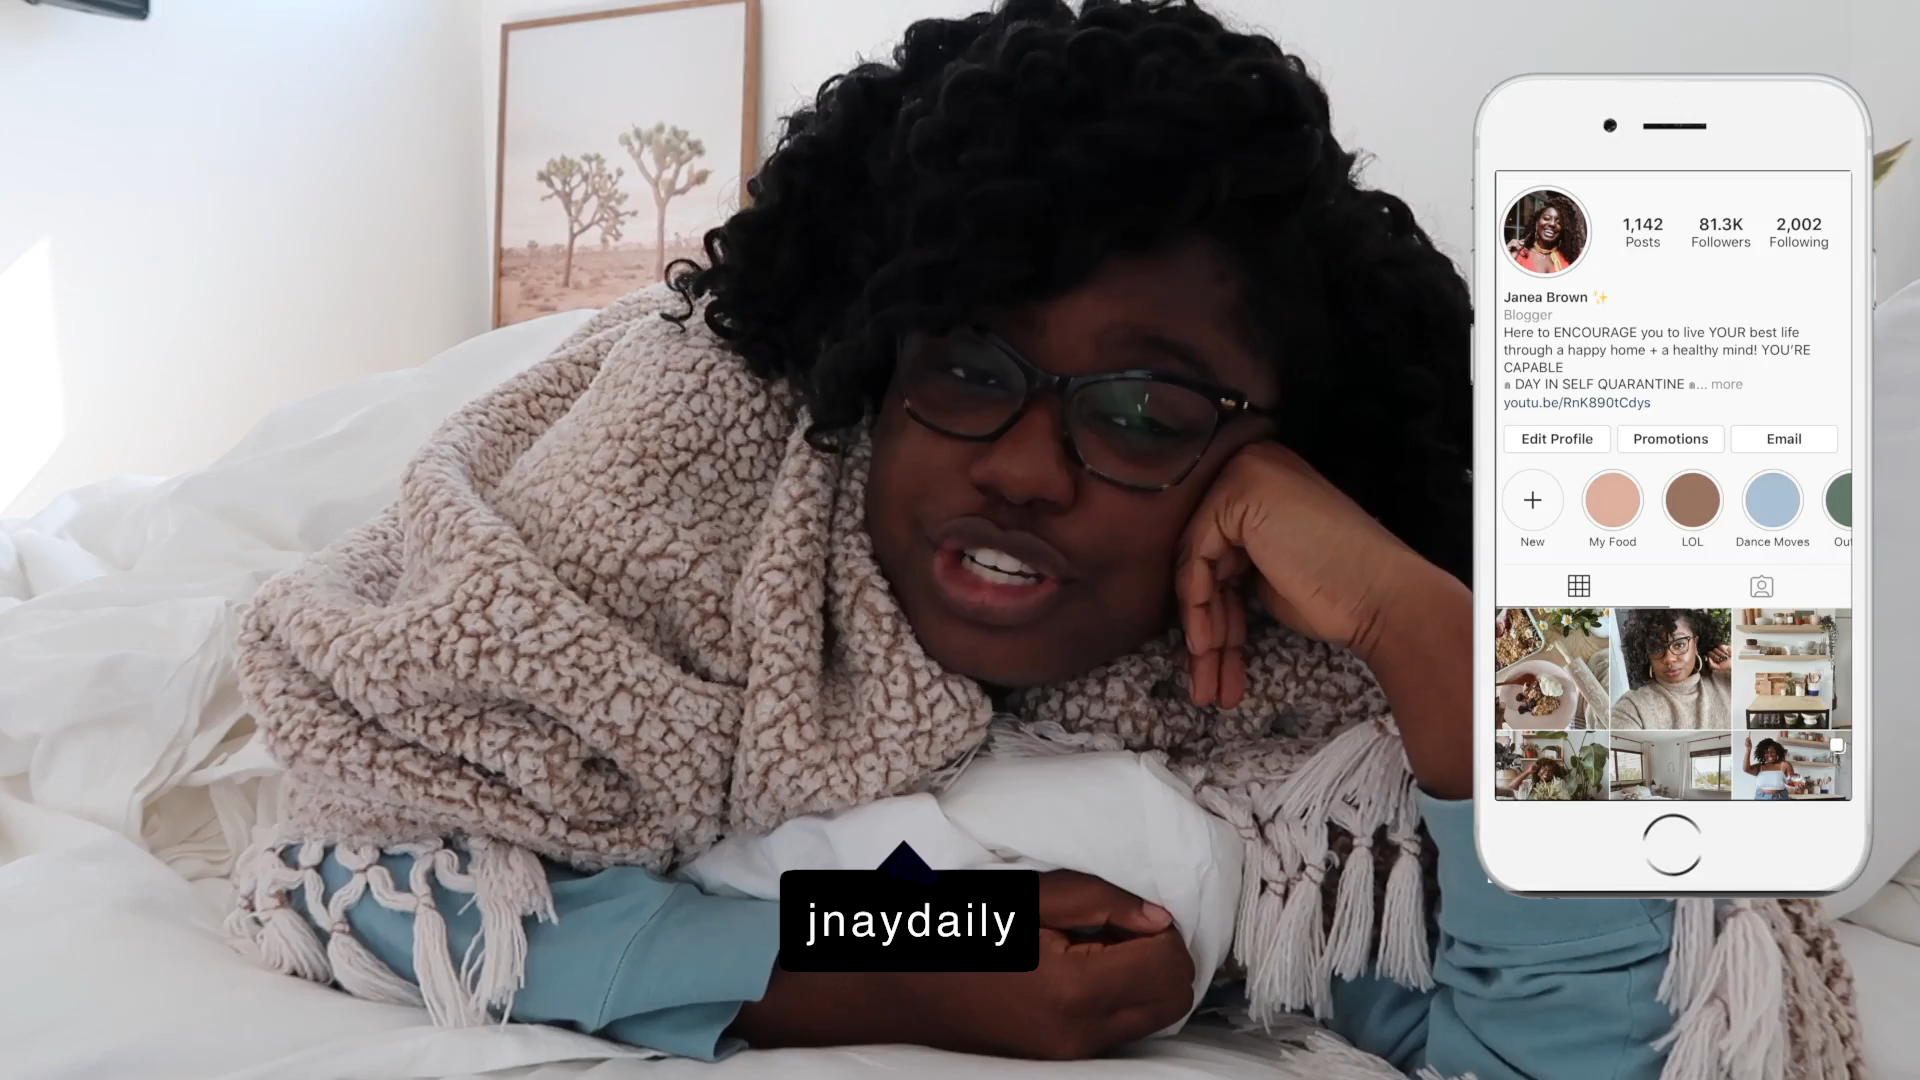 1,142 81.3K 2,002
Posts Followers Following
Janea Brown ✨
Blogger
Here to ENCOURAGE you to live YOUR best life
through a happy home + a healthy mind! YOU'RE
CAPABLE
DAY IN SELF QUARANTINE ... more
youtu.be/RnK890tCdys
Edit Profile Promotions Email
New My Food LOL Dance Moves Out
jnaydaily